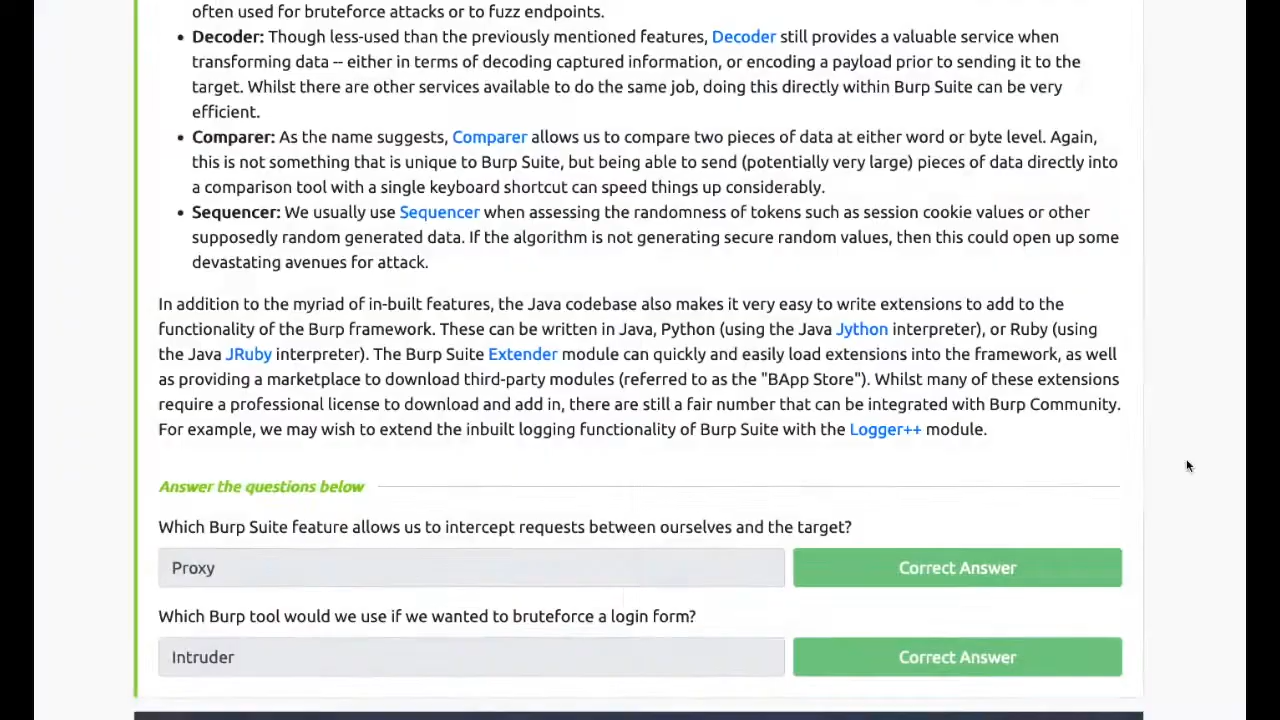 often used for bruteforce attacks or to fuzz endpoints.
• Decoder: Though less-used than the previously mentioned features, Decoder still provides a valuable service when
transforming data -- either in terms of decoding captured information, or encoding a payload prior to sending it to the
target. Whilst there are other services available to do the same job, doing this directly within Burp Suite can be very
efficient.
• Comparer: As the name suggests, Comparer allows us to compare two pieces of data at either word or byte level. Again,
this is not something that is unique to Burp Suite, but being able to send (potentially very large) pieces of data directly into
a comparison tool with a single keyboard shortcut can speed things up considerably.
• Sequencer: We usually use Sequencer when assessing the randomness of tokens such as session cookie values or other
supposedly random generated data. If the algorithm is not generating secure random values, then this could open up some
devastating avenues for attack.
In addition to the myriad of in-built features, the Java codebase also makes it very easy to write extensions to add to the
functionality of the Burp framework. These can be written in Java, Python (using the Java Jython interpreter), or Ruby (using
the Java JRuby interpreter). The Burp Suite Extender module can quickly and easily load extensions into the framework, as well
as providing a marketplace to download third-party modules (referred to as the "BApp Store"). Whilst many of these extensions
require a professional license to download and add in, there are still a fair number that can be integrated with Burp Community.
For example, we may wish to extend the inbuilt logging functionality of Burp Suite with the Logger++ module.
Answer the questions below
Which Burp Suite feature allows us to intercept requests between ourselves and the target?
Proxy
Correct Answer
Which Burp tool would we use if we wanted to bruteforce a login form?
Intruder
Correct Answer